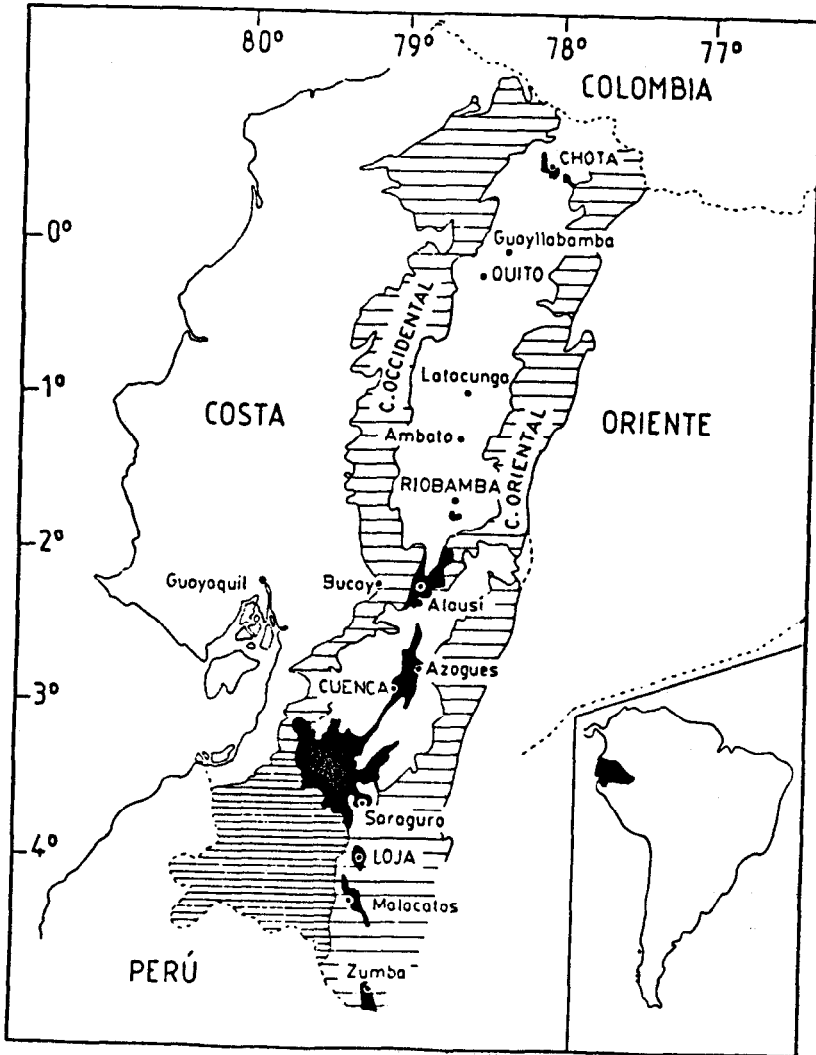 80° 79° 78° 77°
COLOMBIA
CHOTA
0°
Guayllabamba
QUITO
C. OCCIDENTAL
Latacunga
1°
COSTA
ORIENTE
Ambato
C. ORIENTAL
RIOBAMBA
2°
Guayaquil
Bucay
Alausí
Azogues
CUENCA
3°
Saraguro
4°
LOJA
Malacatos
PERÚ
Zumba